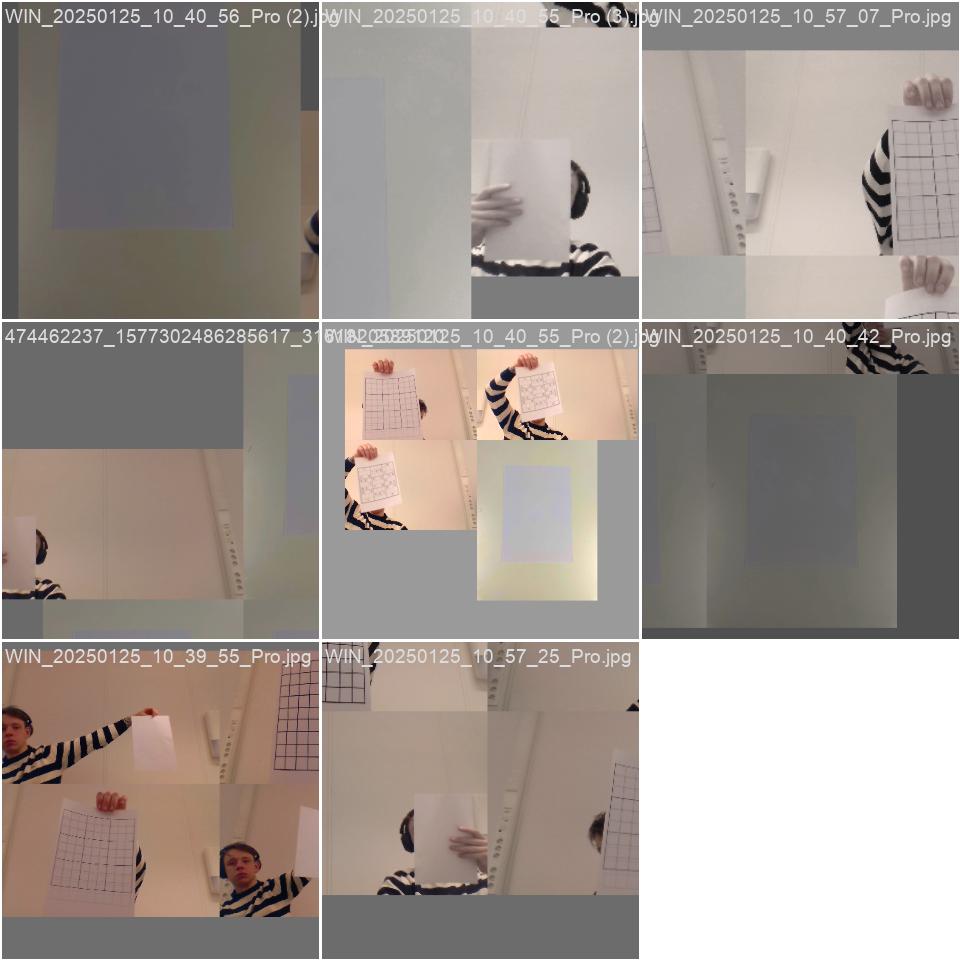 WIN_20250125_10_40_56_Pro (2).jpg
WIN_20250125_10_40_55_Pro (3).jpg
WIN_20250125_10_57_07_Pro.jpg
WIN_20250125_10_40_55_Pro (2).jpg
WIN_20250125_10_40_42_Pro.jpg
WIN_20250125_10_39_55_Pro.jpg
WIN_20250125_10_57_25_Pro.jpg